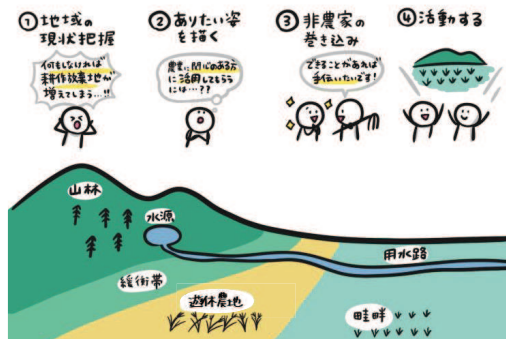 ① 地域の
現状把握
何もしなければ
耕作放棄地が
増えてしまう…!!
② ありたい姿
を描く
農業に関心のある方
に活用してもらう
には…??
③ 非農家の
巻き込み
できることがあれば
手伝いたいです!
④ 活動する
山林
水源
用水路
緩衝帯
遊休農地
畦畔